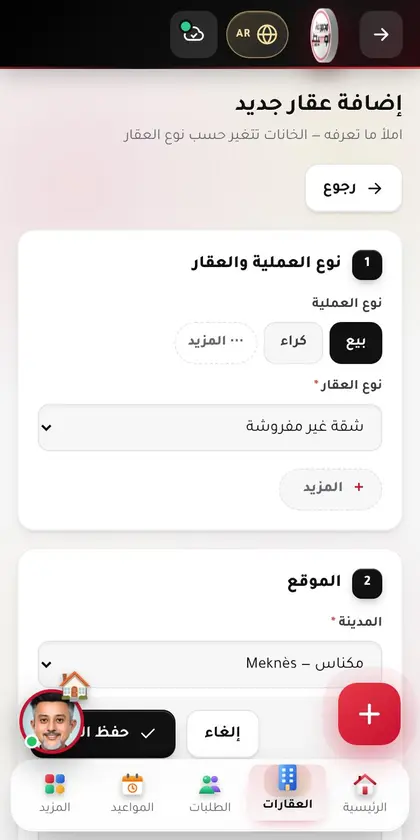 AR
إضافة عقار جديد
املأ ما تعرفه – الخانات تتغير حسب نوع العقار
رجوع
1 نوع العملية والعقار
نوع العملية
بيع
كراء
··· المزيد
نوع العقار *
شقة غير مفروشة
+ المزيد
2 الموقع
المدينة *
مكناس – Meknès
إلغاء
حفظ
الرئيسية
العقارات
الطلبات
المواعيد
المزيد